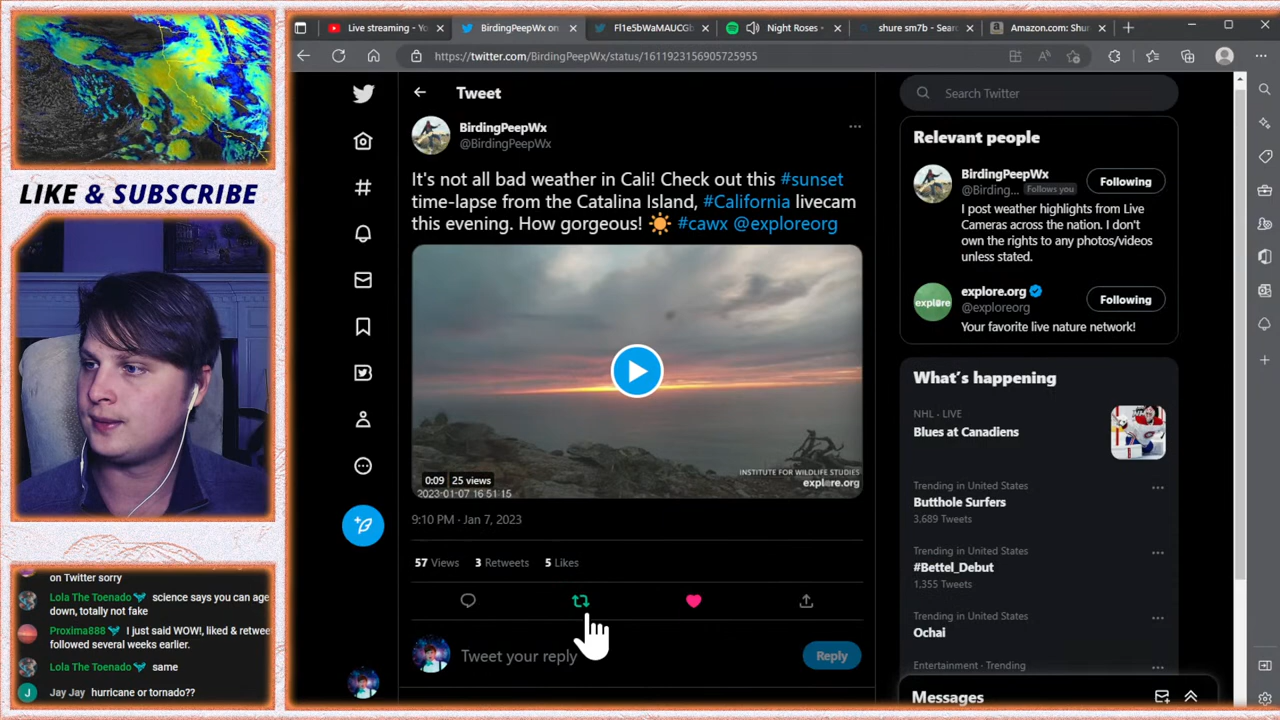 Live streaming - Yo
BirdingPeepWx on
Fl1e5bWaMAUCGb
Night Roses -
shure sm7b - Sear
Amazon.com: Shur
https://twitter.com/BirdingPeepWx/status/1611923156905725955
LIKE & SUBSCRIBE
on Twitter sorry
Lola The Toenado science says you can age
down, totally not fake
Proxima888 I just said WOW!, liked & retwee
followed several weeks earlier.
Lola The Toenado same
J
Jay Jay hurricane or tornado??
Tweet
BirdingPeepWx
@BirdingPeepWx
It's not all bad weather in Cali! Check out this #sunset
time-lapse from the Catalina Island, #California livecam
this evening. How gorgeous! ☀️ #cawx @exploreorg
0:09 25 views
2023-01-07 16:51:15
INSTITUTE FOR WILDLIFE STUDIES
explore.org
9:10 PM · Jan 7, 2023
57 Views 3 Retweets 5 Likes
Tweet your reply
Reply
Search Twitter
Relevant people
BirdingPeepWx
@Birding... Follows you
Following
I post weather highlights from Live
Cameras across the nation. I don't
own the rights to any photos/videos
unless stated.
explore
explore.org
@exploreorg
Following
Your favorite live nature network!
What's happening
NHL · LIVE
Blues at Canadiens
Trending in United States
Butthole Surfers
3,689 Tweets
Trending in United States
#Bettel_Debut
1,355 Tweets
Trending in United States
Ochai
Entertainment · Trending
Messages